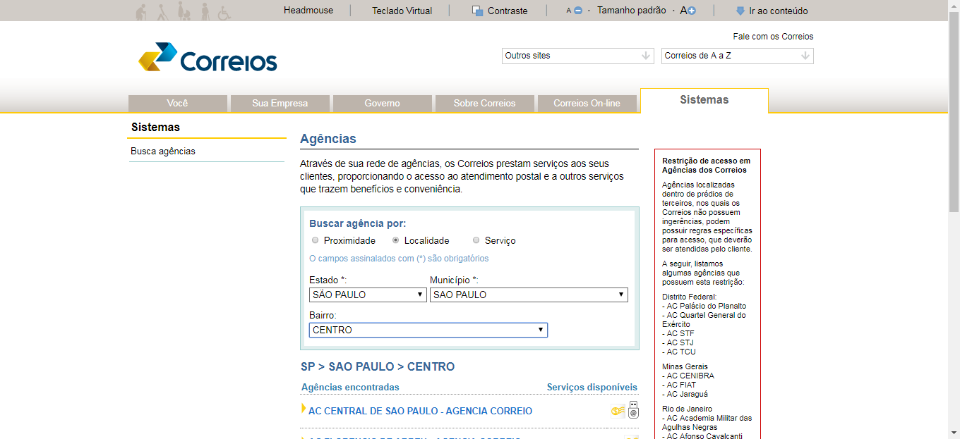 Headmouse
Teclado Virtual
Contraste
A - Tamanho padrão - A
Ir ao conteúdo
Fale com os Correios
Correios
Outros sites
Correios de A a Z
Você
Sua Empresa
Governo
Sobre Correios
Correios On-line
Sistemas
Sistemas
Busca agências
Agências
Através de sua rede de agências, os Correios prestam serviços aos seus
clientes, proporcionando o acesso ao atendimento postal e a outros serviços
que trazem benefícios e conveniência.
Buscar agência por:
Proximidade
Localidade
Serviço
O campos assinalados com (*) são obrigatórios
Estado *:
Município *:
SÃO PAULO
SAO PAULO
Bairro:
CENTRO
SP > SAO PAULO > CENTRO
Agências encontradas
Serviços disponíveis
AC CENTRAL DE SAO PAULO - AGENCIA CORREIO
Restrição de acesso em
Agências dos Correios
Agências localizadas
dentro de prédios de
terceiros, nos quais os
Correios não possuem
ingerências, podem
possuir regras específicas
para acesso, que deverão
ser atendidas pelo cliente.
A seguir, listamos
algumas agências que
possuem esta restrição:
Distrito Federal:
- AC Palácio do Planalto
- AC Quartel General do
Exército
- AC STF
- AC STJ
- AC TCU
Minas Gerais
- AC CENIBRA
- AC FIAT
- AC Jaraguá
Rio de Janeiro
- AC Academia Militar das
Agulhas Negras
- AC Afonso Cavalcanti